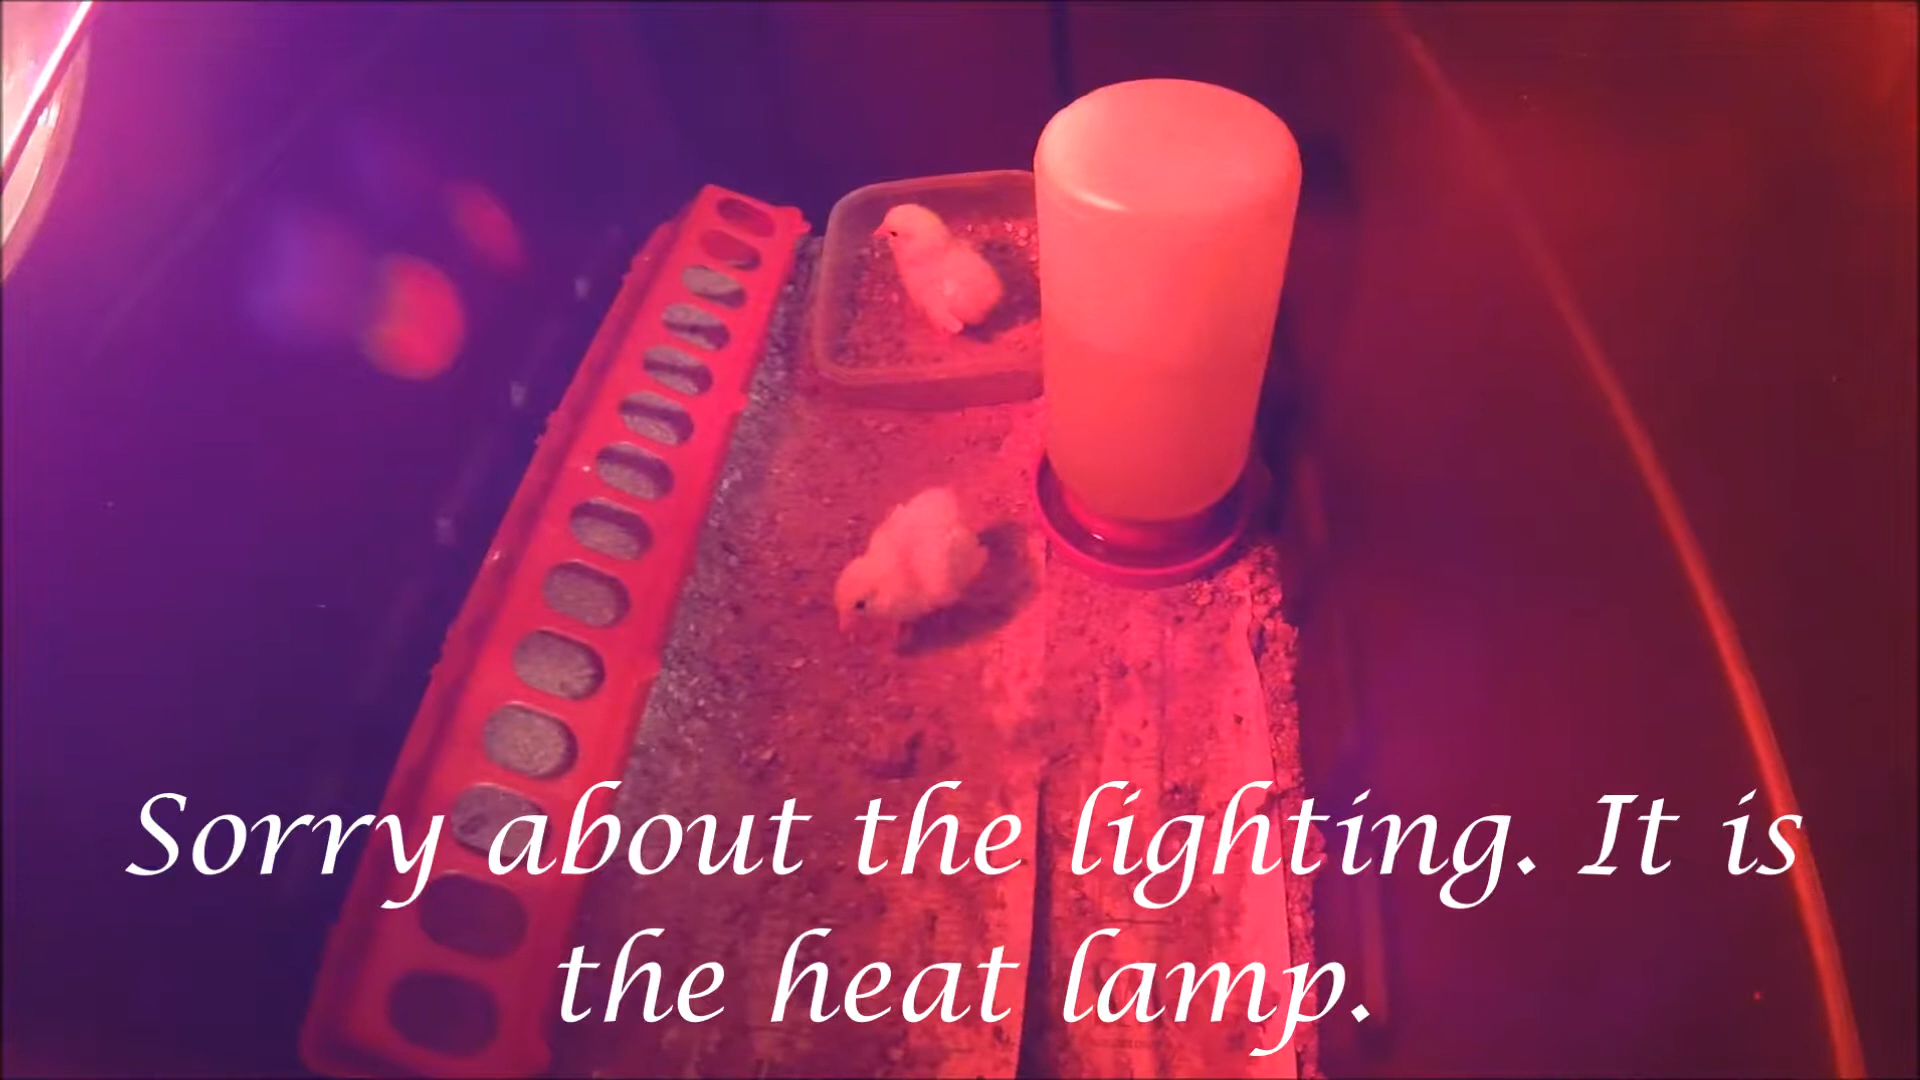 Sorry about the lighting. It is
the heat lamp.